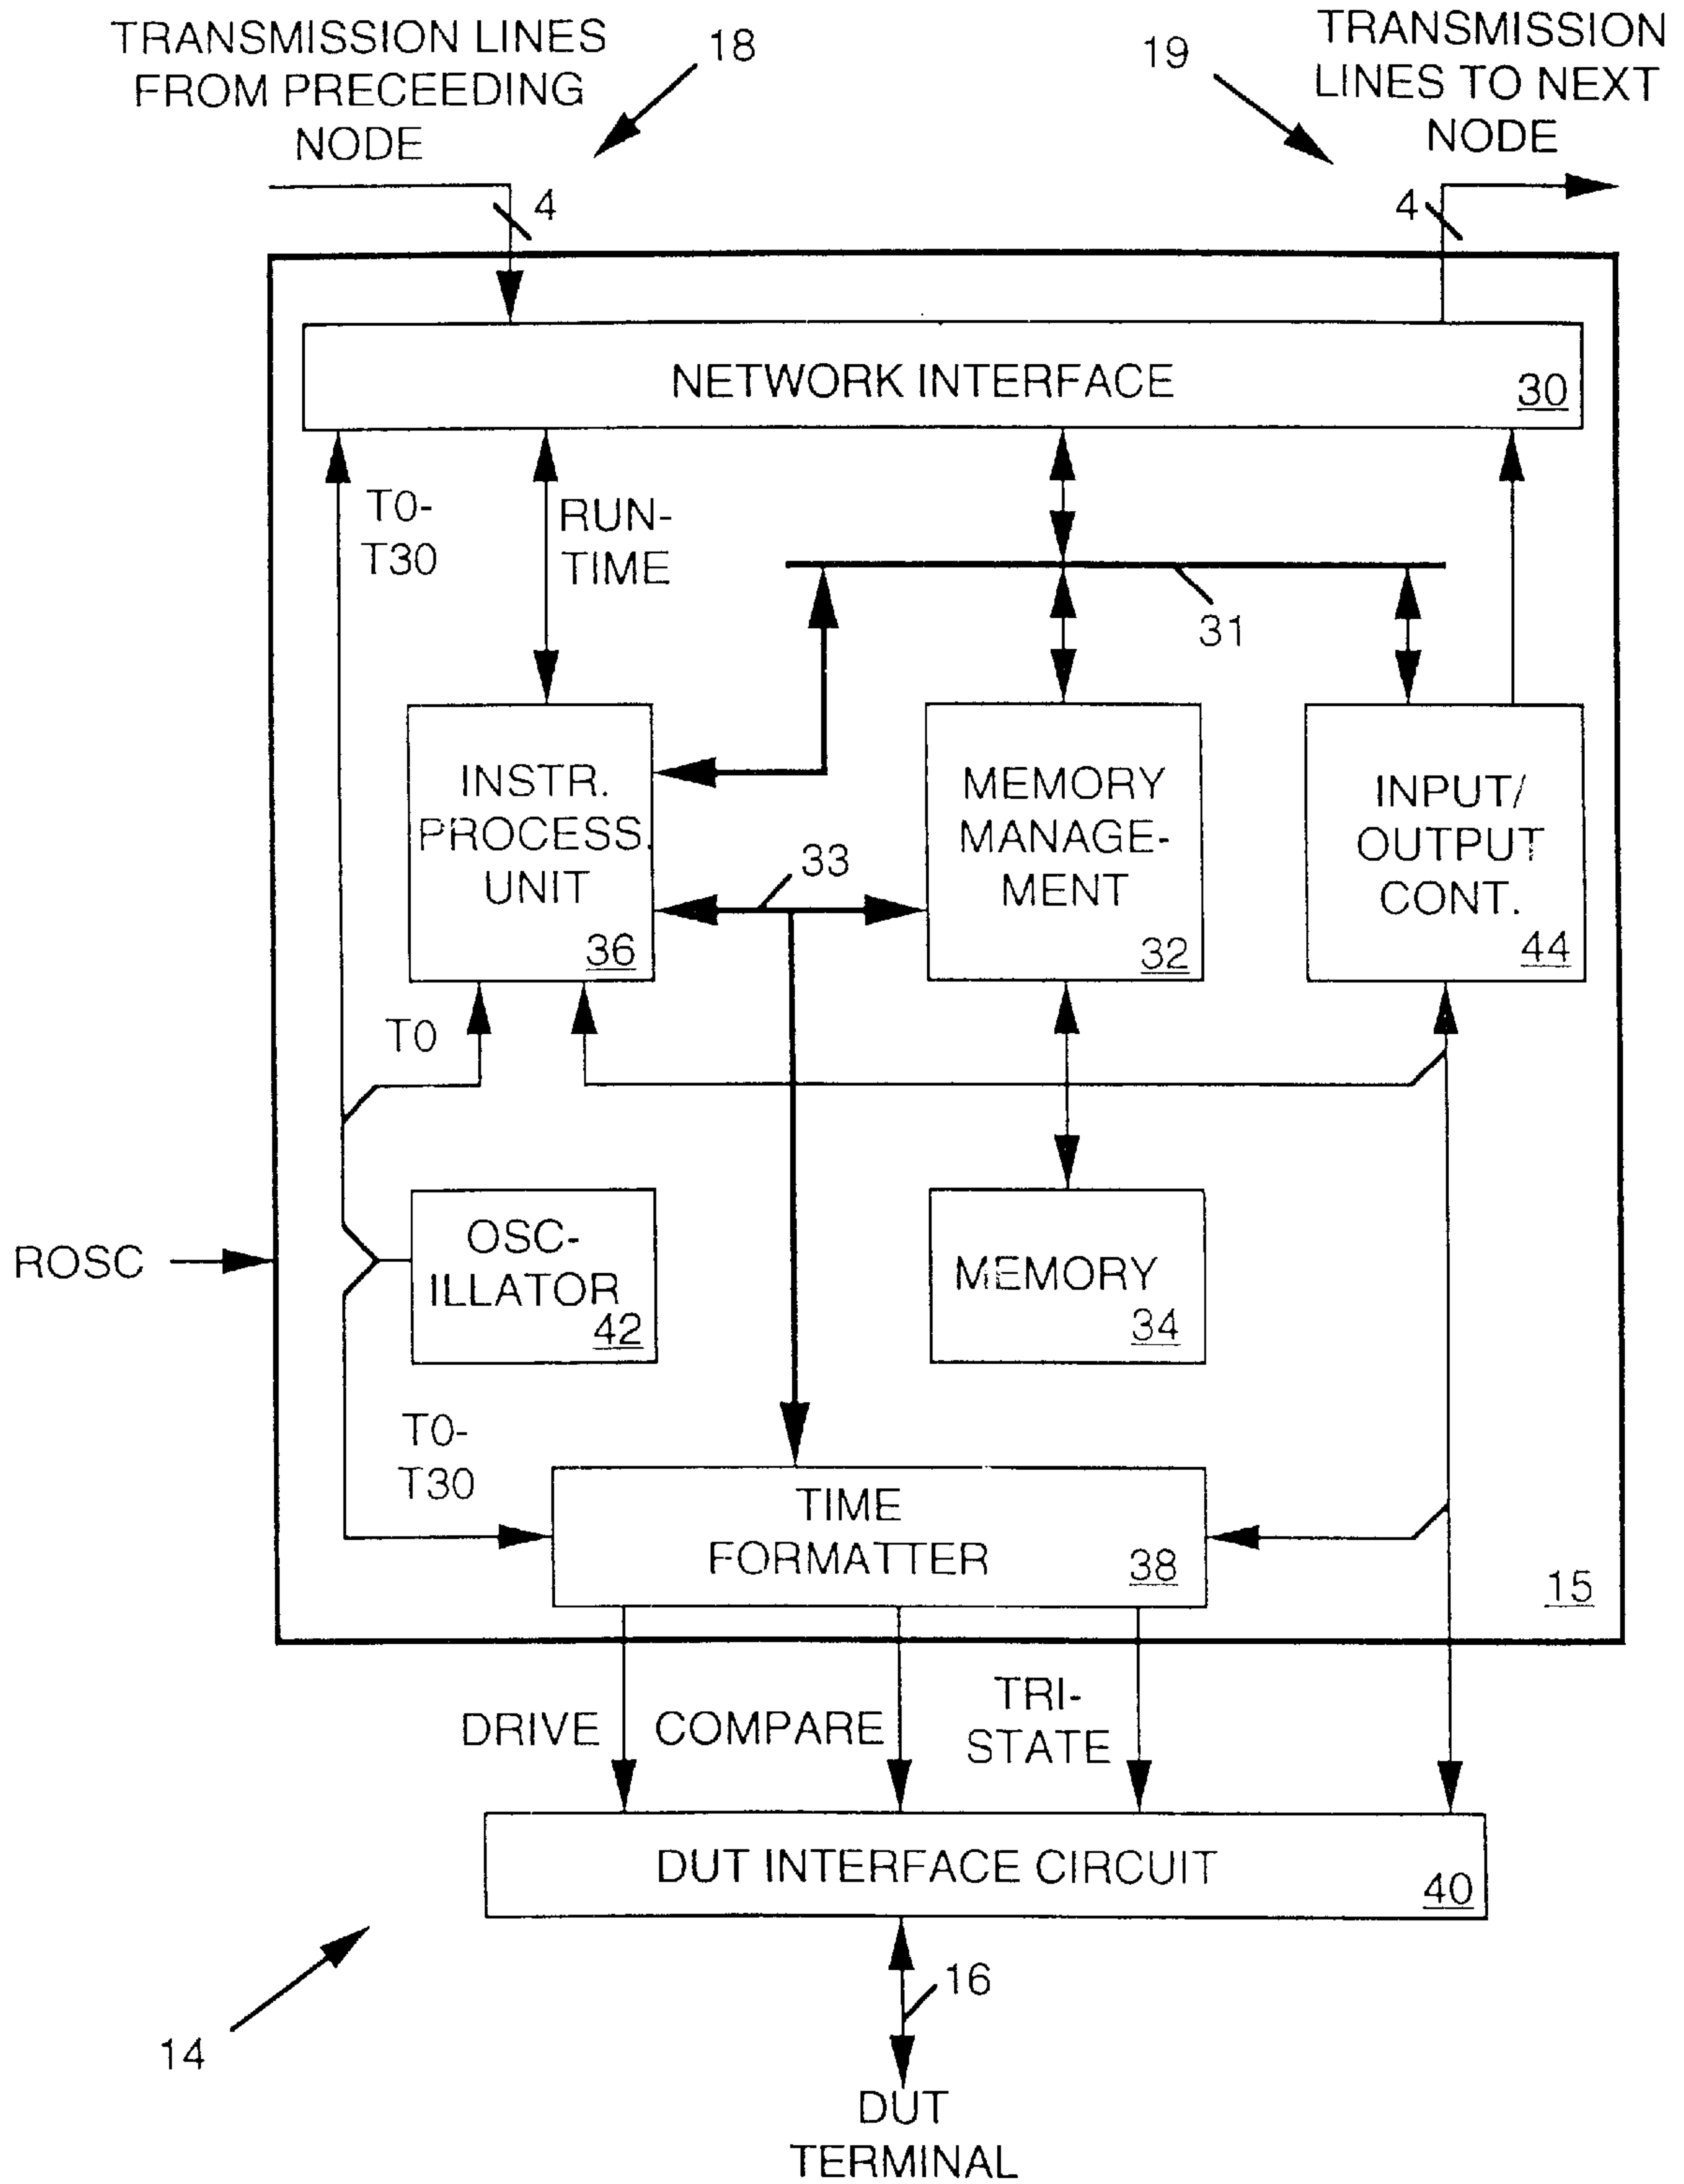 TRANSMISSION LINES
FROM PRECEEDING
NODE
18
19
TRANSMISSION
LINES TO NEXT
NODE
4
4
NETWORK INTERFACE
30
T0-
T30
RUN-
TIME
31
INSTR.
PROCESS.
UNIT
36
33
MEMORY
MANAGE-
MENT
32
INPUT/
OUTPUT
CONT.
44
T0
ROSC
OSC-
ILLATOR
42
MEMORY
34
T0-
T30
TIME
FORMATTER
38
15
DRIVE
COMPARE
TRI-
STATE
DUT INTERFACE CIRCUIT
40
14
16
DUT
TERMINAL